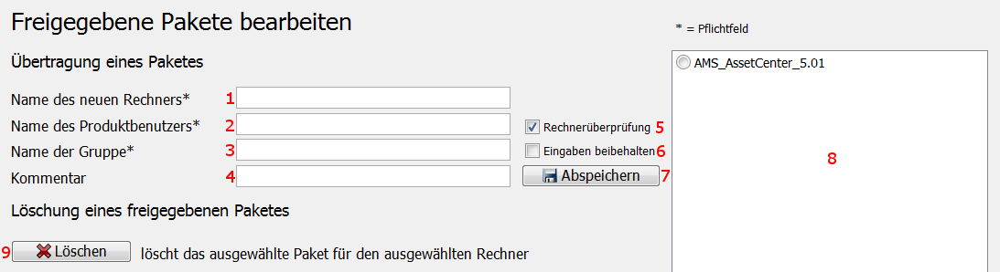 Freigegebene Pakete bearbeiten
* = Pflichtfeld
Übertragung eines Paketes
AMS_AssetCenter_5.01
Name des neuen Rechners* 1
Name des Produktbenutzers* 2
Rechnerüberprüfung 5
Name der Gruppe* 3
Eingaben beibehalten 6
8
Kommentar 4
Abspeichern 7
Löschung eines freigegebenen Paketes
9 Löschen löscht das ausgewählte Paket für den ausgewählten Rechner